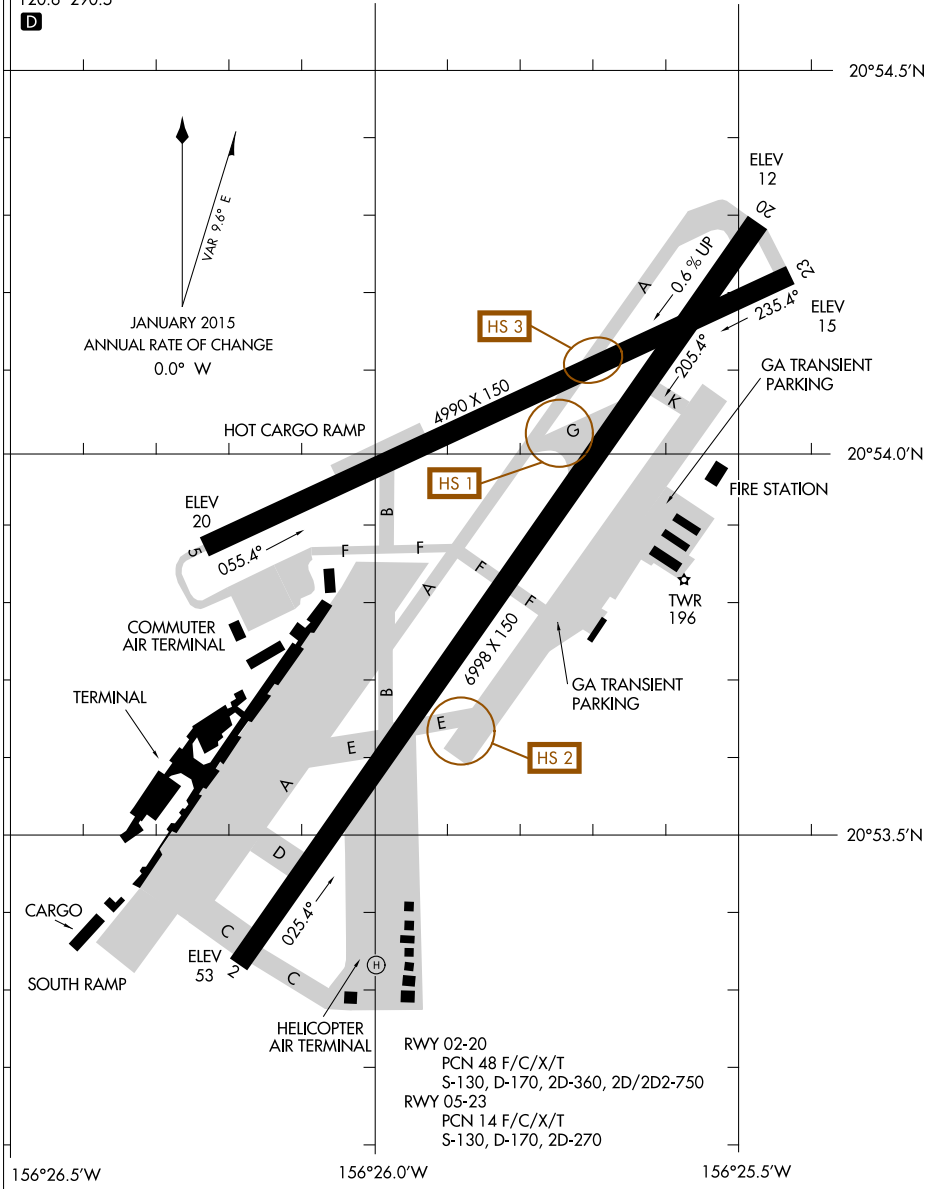 D
20°54.5'N
ELEV
12
20
VAR 9.6° E
A
0.6 % UP
23
235.4°
ELEV
15
JANUARY 2015
ANNUAL RATE OF CHANGE
0.0° W
HS 3
205.4°
GA TRANSIENT
PARKING
4990 X 150
K
HOT CARGO RAMP
G
20°54.0'N
HS 1
FIRE STATION
ELEV
20
B
5
055.4°
F
F
F
F
A
TWR
196
COMMUTER
AIR TERMINAL
6998 X 150
GA TRANSIENT
PARKING
TERMINAL
B
E
E
HS 2
A
20°53.5'N
D
CARGO
C
025.4°
ELEV
53
2
C
H
SOUTH RAMP
HELICOPTER
AIR TERMINAL
RWY 02-20
PCN 48 F/C/X/T
S-130, D-170, 2D-360, 2D/2D2-750
RWY 05-23
PCN 14 F/C/X/T
S-130, D-170, 2D-270
156°26.5'W
156°26.0'W
156°25.5'W